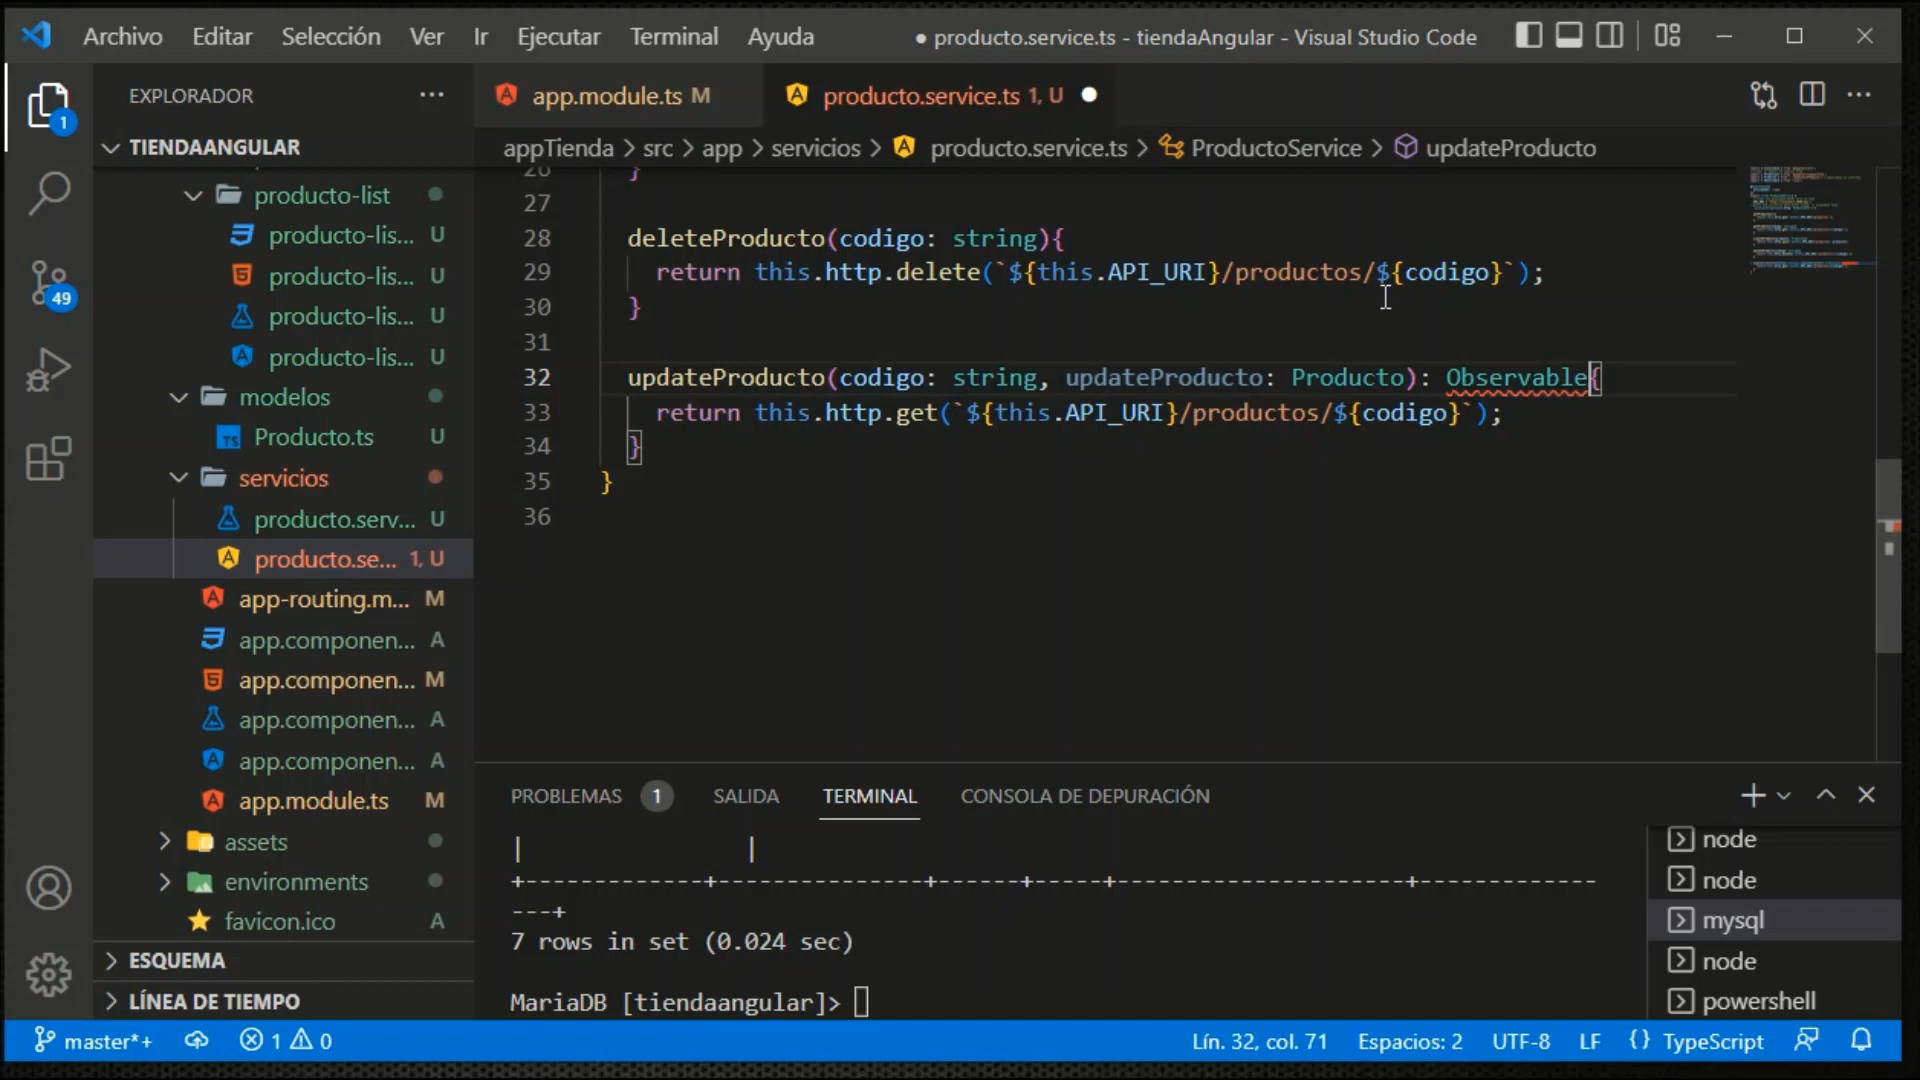 Archivo Editar Selección Ver Ir Ejecutar Terminal Ayuda ● producto.service.ts - tiendaAngular - Visual Studio Code
EXPLORADOR ···
app.module.ts M producto.service.ts 1, U
TIENDAANGULAR
appTienda > src > app > servicios > producto.service.ts > ProductoService > updateProducto
producto-list
producto-lis... U
producto-lis... U
producto-lis... U
producto-lis... U
modelos
Producto.ts U
servicios
producto.serv... U
producto.se... 1, U
app-routing.m... M
app.componen... A
app.componen... M
app.componen... A
app.componen... A
app.module.ts M
assets
environments
favicon.ico A
ESQUEMA
LÍNEA DE TIEMPO
1
49
26 }
27
28 deleteProducto(codigo: string){
29 return this.http.delete(`${this.API_URI}/productos/${codigo}`);
30 }
31
32 updateProducto(codigo: string, updateProducto: Producto): Observable{
33 return this.http.get(`${this.API_URI}/productos/${codigo}`);
34 }
35 }
36
PROBLEMAS 1 SALIDA TERMINAL CONSOLA DE DEPURACIÓN
| |
+-------------+---------------+------+-----+---------------------+-------------
---+
7 rows in set (0.024 sec)
MariaDB [tiendaangular]>
node
node
mysql
node
powershell
master*+ 1 0 Lín. 32, col. 71 Espacios: 2 UTF-8 LF {} TypeScript